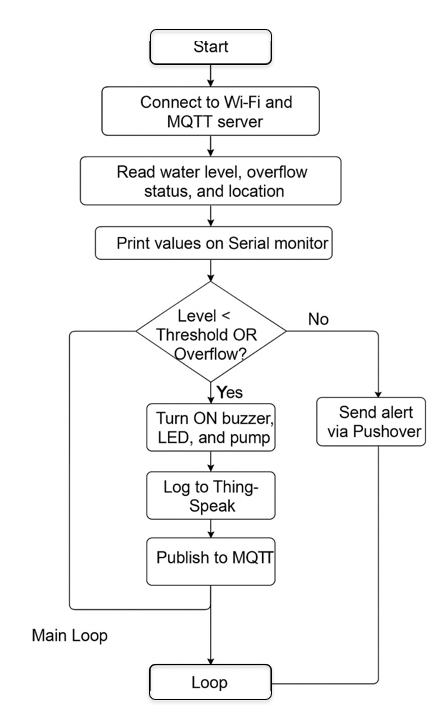 Start
Connect to Wi-Fi and
MQTT server
Read water level, overflow
status, and location
Print values on Serial monitor
Level <
Threshold OR
Overflow?
No
Yes
Send alert
via Pushover
Turn ON buzzer,
LED, and pump
Log to Thing-
Speak
Publish to MQTT
Main Loop
Loop